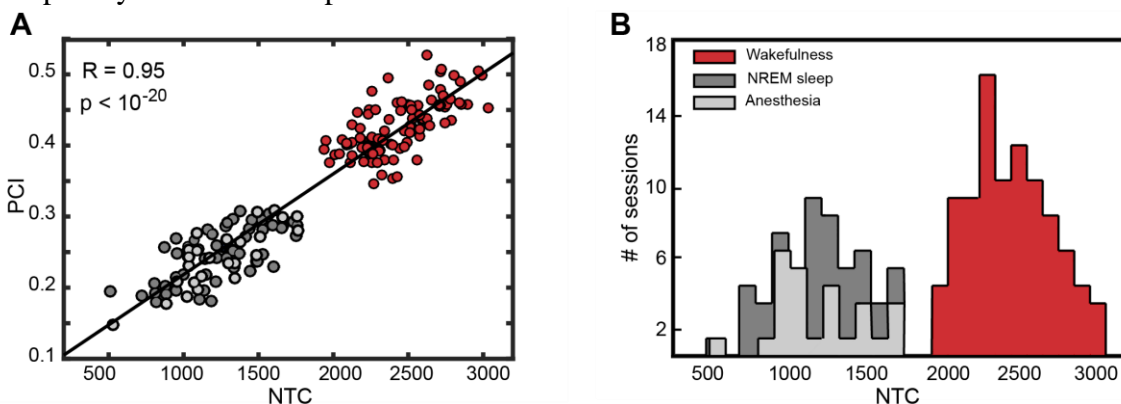 A
B
R = 0.95
p < 10-20
0.5
0.4
0.3
0.2
0.1
PCI
500 1000 1500 2000 2500 3000
NTC
Wakefulness
NREM sleep
Anesthesia
18
14
10
6
2
# of sessions
500 1000 1500 2000 2500 3000
NTC